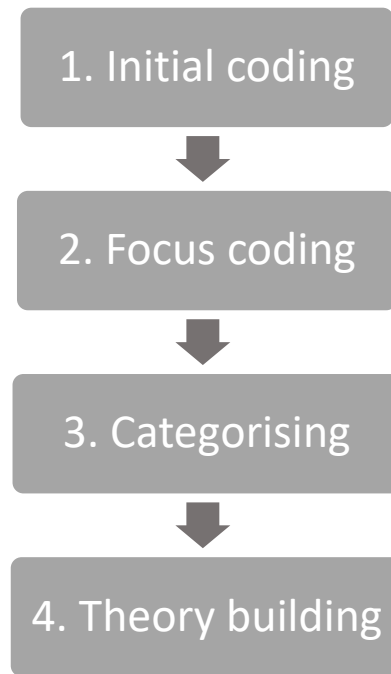 1. Initial coding
2. Focus coding
3. Categorising
4. Theory building